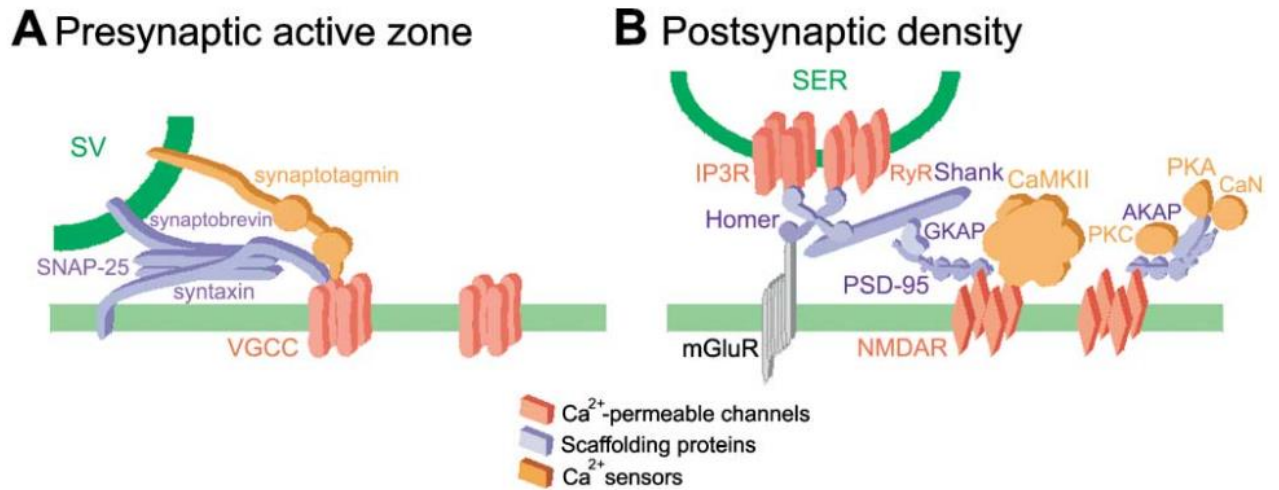 A Presynaptic active zone
SV
synaptotagmin
synaptobrevin
SNAP-25
syntaxin
VGCC
B Postsynaptic density
SER
IP3R
RyR
Shank
CaMKII
PKA
CaN
Homer
GKAP
AKAP
PKC
PSD-95
mGluR
NMDAR
Ca2+-permeable channels
Scaffolding proteins
Ca2+ sensors